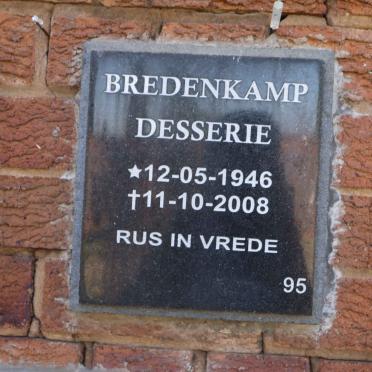 BREDENKAMP
DESSERIE
★12-05-1946
†11-10-2008
RUS IN VREDE
95